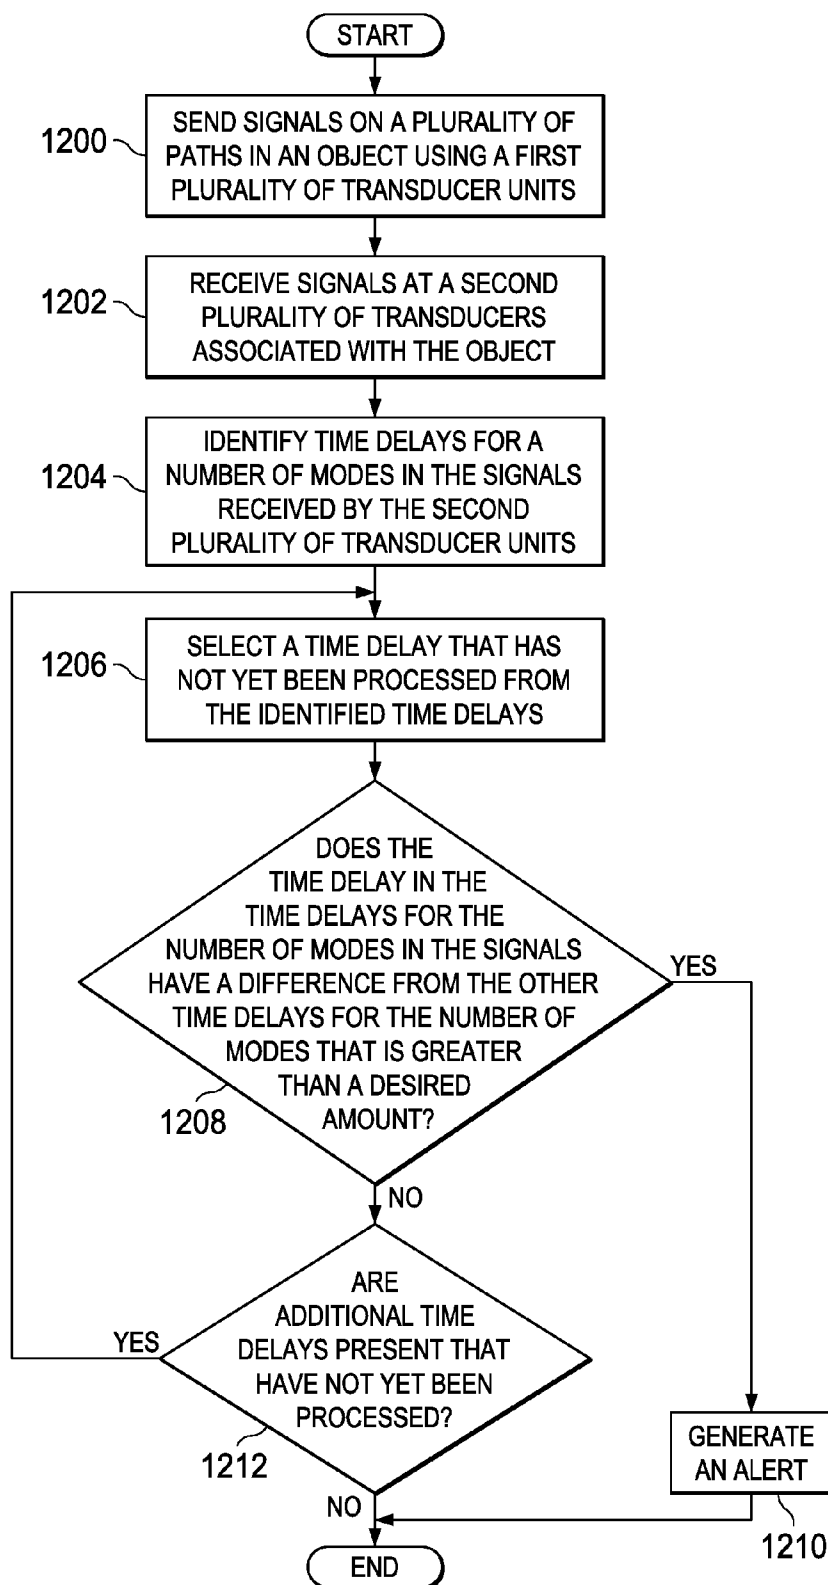 START
1200
SEND SIGNALS ON A PLURALITY OF
PATHS IN AN OBJECT USING A FIRST
PLURALITY OF TRANSDUCER UNITS
1202
RECEIVE SIGNALS AT A SECOND
PLURALITY OF TRANSDUCERS
ASSOCIATED WITH THE OBJECT
1204
IDENTIFY TIME DELAYS FOR A
NUMBER OF MODES IN THE SIGNALS
RECEIVED BY THE SECOND
PLURALITY OF TRANSDUCER UNITS
1206
SELECT A TIME DELAY THAT HAS
NOT YET BEEN PROCESSED FROM
THE IDENTIFIED TIME DELAYS
DOES THE
TIME DELAY IN THE
TIME DELAYS FOR THE
NUMBER OF MODES IN THE SIGNALS
HAVE A DIFFERENCE FROM THE OTHER
TIME DELAYS FOR THE NUMBER OF
MODES THAT IS GREATER
THAN A DESIRED
AMOUNT?
1208
YES
NO
ARE
ADDITIONAL TIME
DELAYS PRESENT THAT
HAVE NOT YET BEEN
PROCESSED?
1212
YES
NO
GENERATE
AN ALERT
1210
END